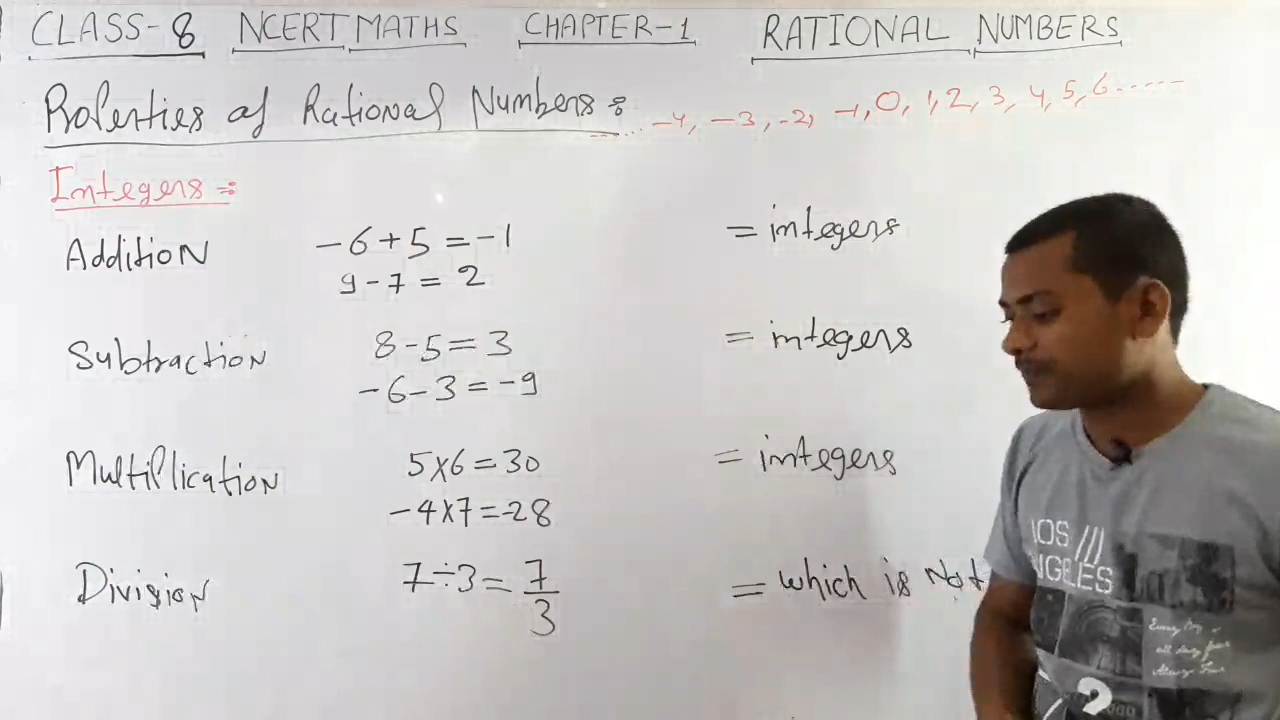 CLASS-8 NCERT MATHS CHAPTER-1 RATIONAL NUMBERS
Properties of Rational Numbers:
..... -4, -3, -2, -1, 0, 1, 2, 3, 4, 5, 6 ......
Integers :-
Addition -6+5=-1 = integers
9-7=2
Subtraction 8-5=3 = integers
-6-3=-9
Multiplication 5×6=30 = integers
-4×7=-28
Division 7÷3=7/3 = which is Not
LOS ///
NGELES